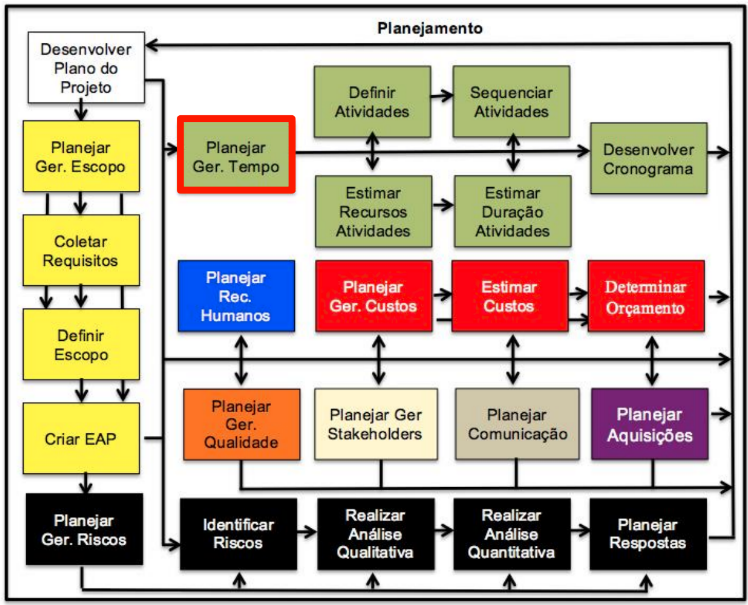 Planejamento
Desenvolver
Plano do
Projeto
Planejar
Ger. Escopo
Coletar
Requisitos
Definir
Escopo
Criar EAP
Planejar
Ger. Riscos
Planejar
Ger. Tempo
Definir
Atividades
Sequenciar
Atividades
Estimar
Recursos
Atividades
Estimar
Duração
Atividades
Desenvolver
Cronograma
Planejar
Rec.
Humanos
Planejar
Ger. Custos
Estimar
Custos
Determinar
Orçamento
Planejar
Ger.
Qualidade
Planejar Ger
Stakeholders
Planejar
Comunicação
Planejar
Aquisições
Identificar
Riscos
Realizar
Análise
Qualitativa
Realizar
Análise
Quantitativa
Planejar
Respostas